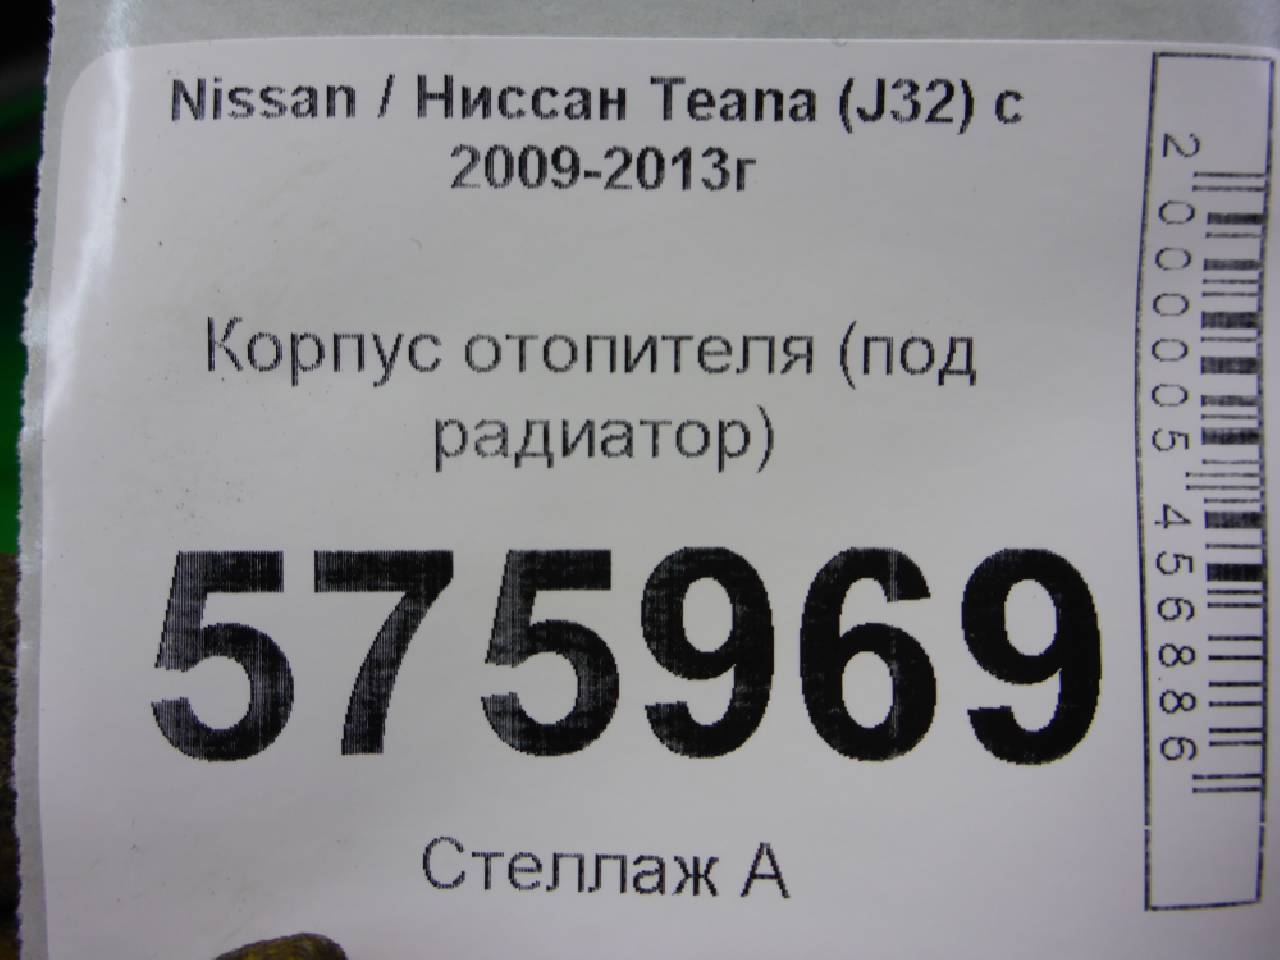 Nissan / Ниссан Teana (J32) с
2009-2013г
Корпус отопителя (под
радиатор)
575969
Стеллаж А
2000005456886